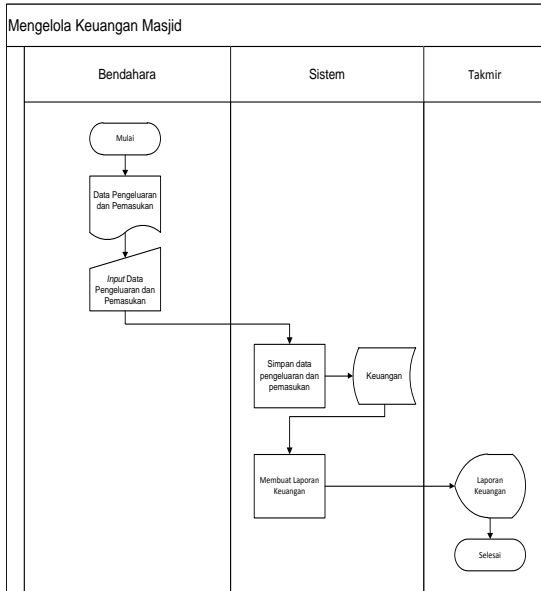 Mengelola Keuangan Masjid
Bendahara
Sistem
Takmir
Mulai
Data Pengeluaran
dan Pemasukan
Input Data
Pengeluaran dan
Pemasukan
Simpan data
pengeluaran dan
pemasukan
Keuangan
Membuat Laporan
Keuangan
Laporan
Keuangan
Selesai